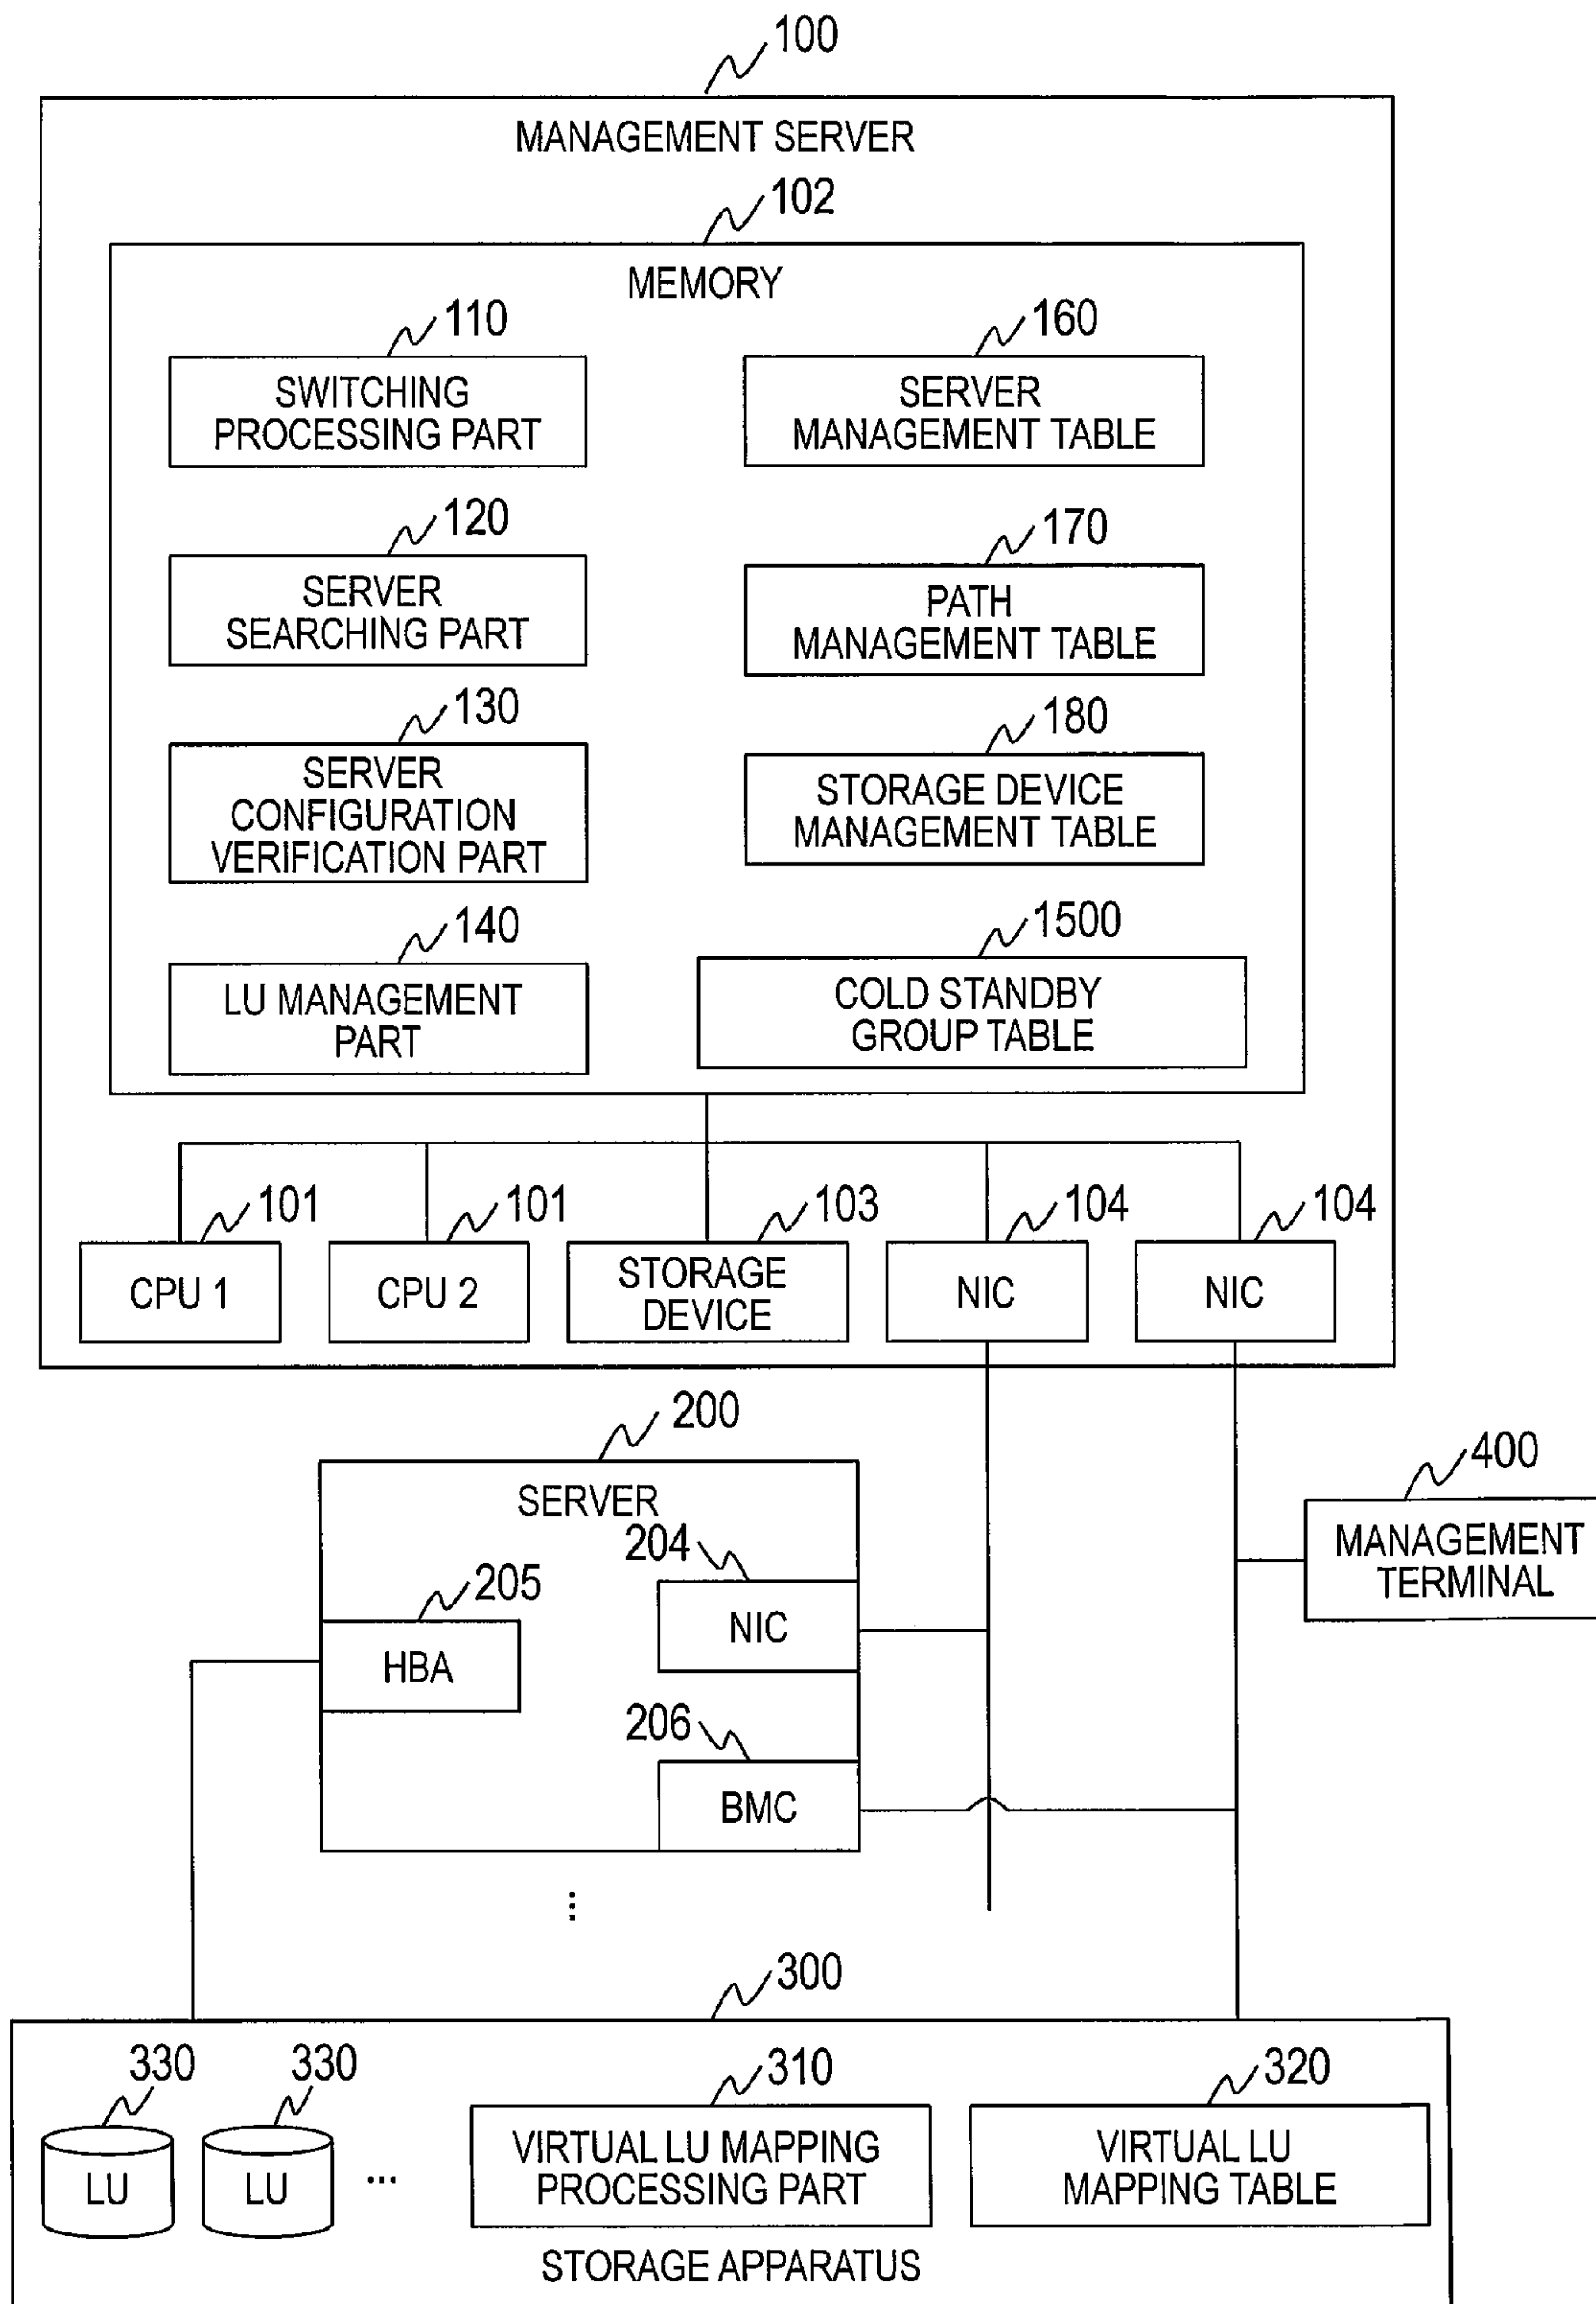 100
MANAGEMENT SERVER
102
MEMORY
110
160
SWITCHING
PROCESSING PART
SERVER
MANAGEMENT TABLE
120
170
SERVER
SEARCHING PART
PATH
MANAGEMENT TABLE
130
180
SERVER
CONFIGURATION
VERIFICATION PART
STORAGE DEVICE
MANAGEMENT TABLE
140
1500
LU MANAGEMENT
PART
COLD STANDBY
GROUP TABLE
101
101
103
104
104
CPU 1
CPU 2
STORAGE
DEVICE
NIC
NIC
200
SERVER
400
MANAGEMENT
TERMINAL
204
205
NIC
HBA
206
BMC
...
300
330
330
310
320
LU
LU
...
VIRTUAL LU MAPPING
PROCESSING PART
VIRTUAL LU
MAPPING TABLE
STORAGE APPARATUS